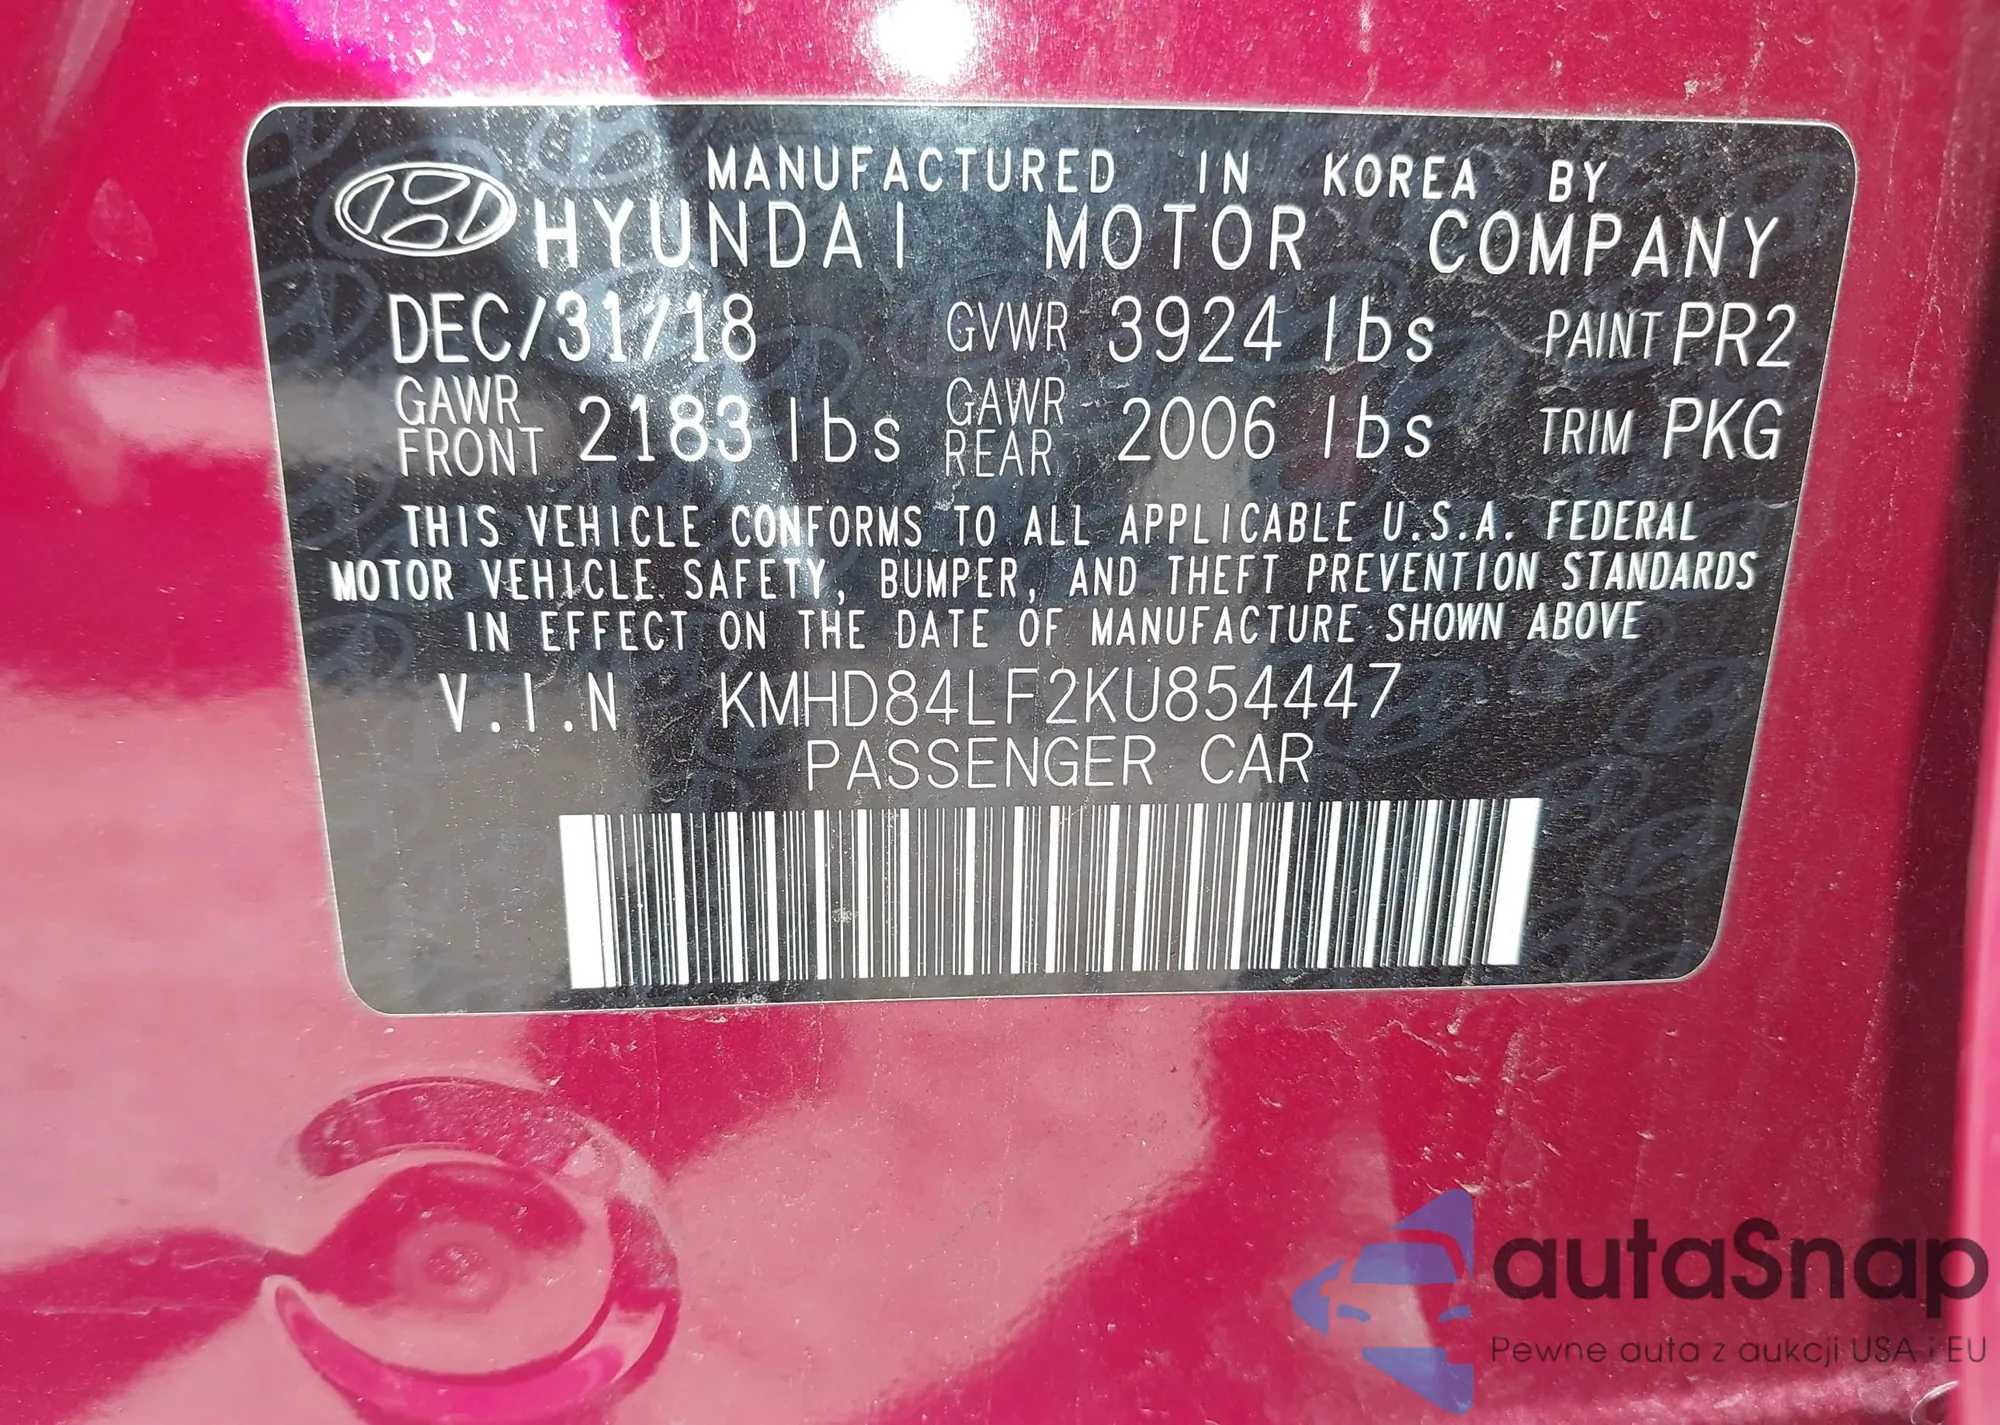 MANUFACTURED IN KOREA BY
HYUNDAI MOTOR COMPANY
DEC/31/18 GVWR 3924 lbs PAINT PR2
GAWR FRONT 2183 lbs GAWR REAR 2006 lbs TRIM PKG
THIS VEHICLE CONFORMS TO ALL APPLICABLE U.S.A. FEDERAL
MOTOR VEHICLE SAFETY, BUMPER, AND THEFT PREVENTION STANDARDS
IN EFFECT ON THE DATE OF MANUFACTURE SHOWN ABOVE
V.I.N KMHD84LF2KU854447
PASSENGER CAR
autaSnap
Pewne auta z aukcji USA i EU